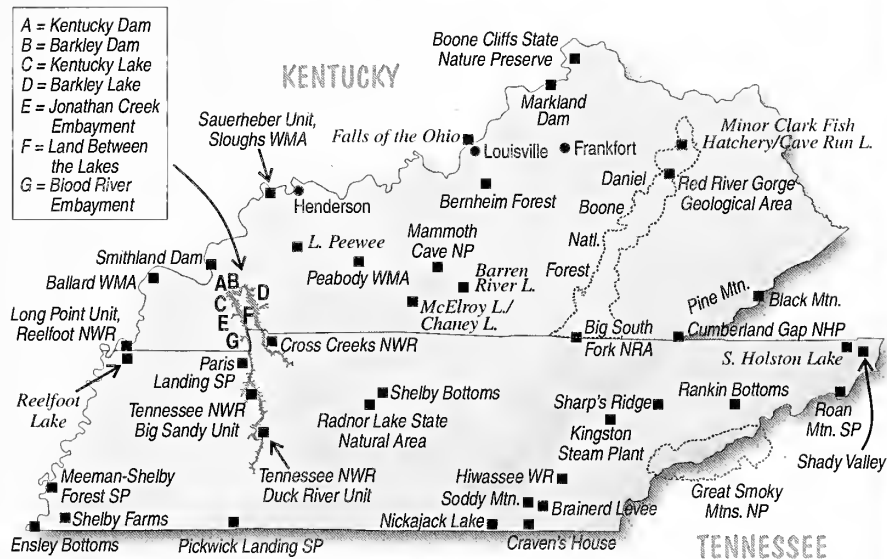 A = Kentucky Dam
B = Barkley Dam
C = Kentucky Lake
D = Barkley Lake
E = Jonathan Creek
Embayment
F = Land Between
the Lakes
G = Blood River
Embayment
KENTUCKY
Boone Cliffs State
Nature Preserve
Markland
Dam
Sauerheber Unit,
Sloughs WMA
Falls of the Ohio
Louisville
Frankfort
Minor Clark Fish
Hatchery/Cave Run L.
Henderson
Bernheim Forest
Daniel
Boone
Natl.
Forest
Red River Gorge
Geological Area
L. Peewee
Peabody WMA
Mammoth
Cave NP
Barren
River L.
McElroy L./
Chaney L.
Smithland Dam
Ballard WMA
A
B
C
D
E
F
G
Pine Mtn.
Black Mtn.
Long Point Unit,
Reelfoot NWR
Cross Creeks NWR
Big South
Fork NRA
Cumberland Gap NHP
S. Holston Lake
Reelfoot
Lake
Paris
Landing SP
Tennessee NWR
Big Sandy Unit
Shelby Bottoms
Radnor Lake State
Natural Area
Sharp's Ridge
Kingston
Steam Plant
Rankin Bottoms
Roan
Mtn. SP
Shady Valley
Tennessee NWR
Duck River Unit
Meeman-Shelby
Forest SP
Shelby Farms
Ensley Bottoms
Pickwick Landing SP
Hiwassee WR
Soddy Mtn.
Brainerd Levee
Nickajack Lake
Craven's House
Great Smoky
Mtns. NP
TENNESSEE